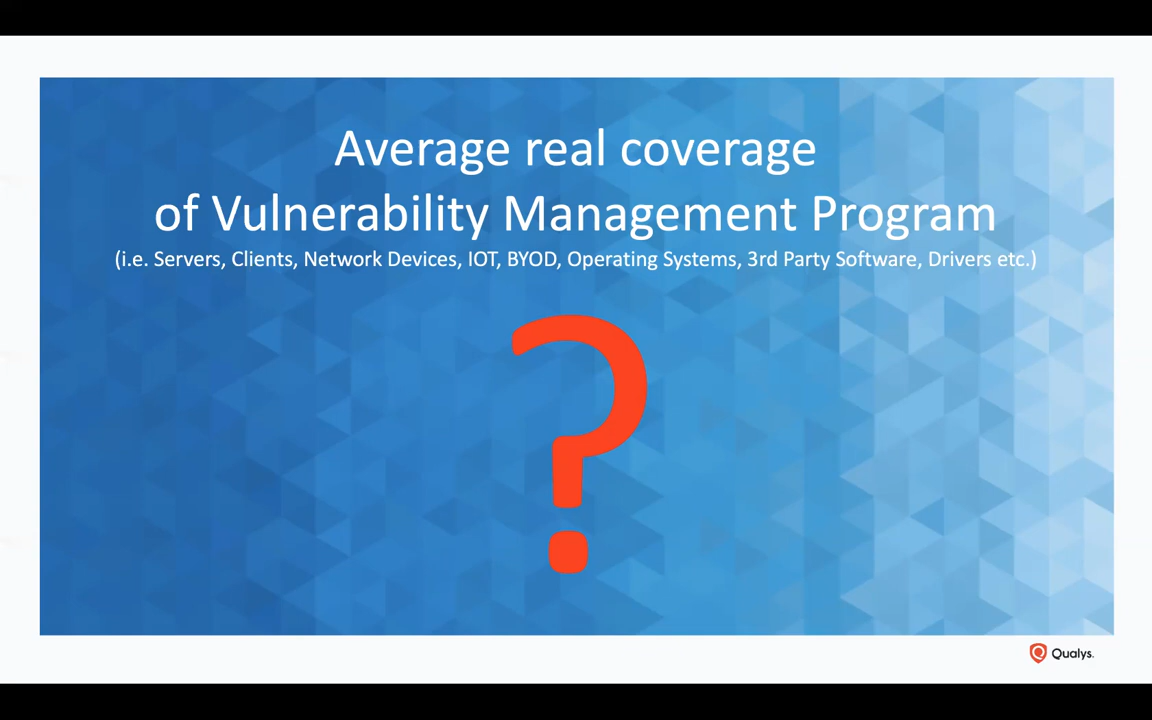 Average real coverage
of Vulnerability Management Program
(i.e. Servers, Clients, Network Devices, IOT, BYOD, Operating Systems, 3rd Party Software, Drivers etc.)
?
Qualys.